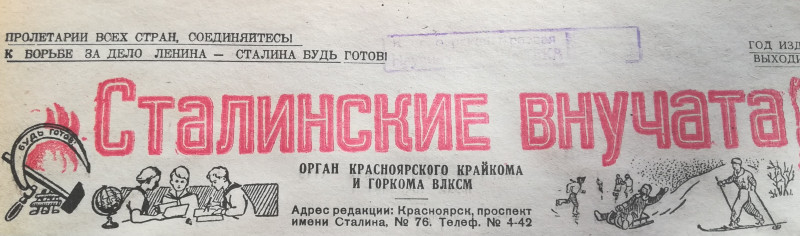 ПРОЛЕТАРИИ ВСЕХ СТРАН, СОЕДИНЯЙТЕСЬ!
К БОРЬБЕ ЗА ДЕЛО ЛЕНИНА — СТАЛИНА БУДЬ ГОТОВ!
ГОД ИЗД
ВЫХОДИ
Сталинские внучата
БУДЬ ГОТОВ
ОРГАН КРАСНОЯРСКОГО КРАЙКОМА
И ГОРКОМА ВЛКСМ
Адрес редакции: Красноярск, проспект
имени Сталина, № 76. Телеф. № 4-42